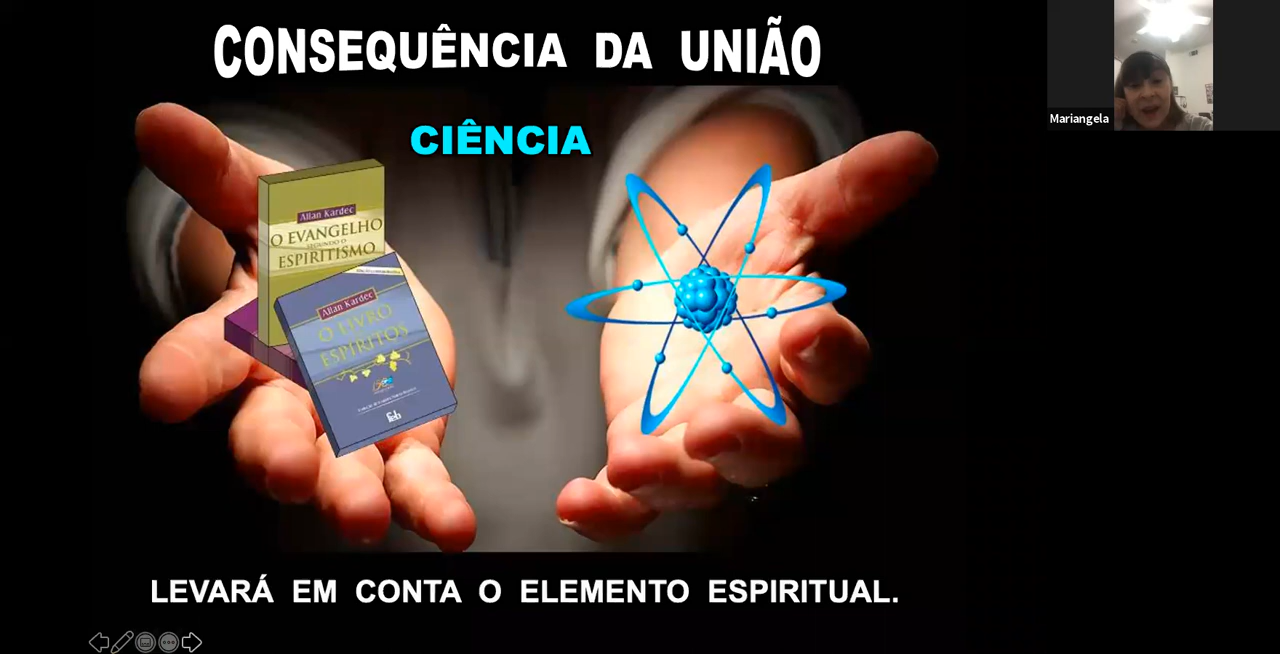 CONSEQUÊNCIA DA UNIÃO
Mariangela
CIÊNCIA
Allan Kardec
O EVANGELHO
SEGUNDO O
ESPIRITISMO
Allan Kardec
O LIVRO
DOS
ESPÍRITOS
feb
LEVARÁ EM CONTA O ELEMENTO ESPIRITUAL.